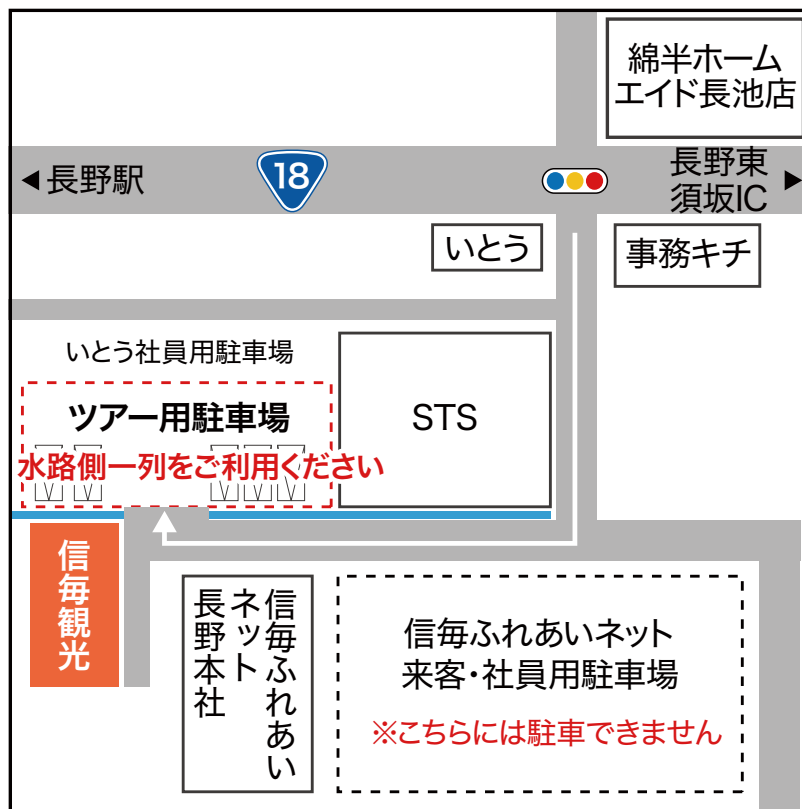 綿半ホーム
エイド長池店
長野駅
18
長野東
須坂IC
いとう
事務キチ
いとう社員用駐車場
ツアー用駐車場
水路側一列をご利用ください
STS
信毎観光
信毎ふれあい
ネット
長野本社
信毎ふれあいネット
来客・社員用駐車場
※こちらには駐車できません